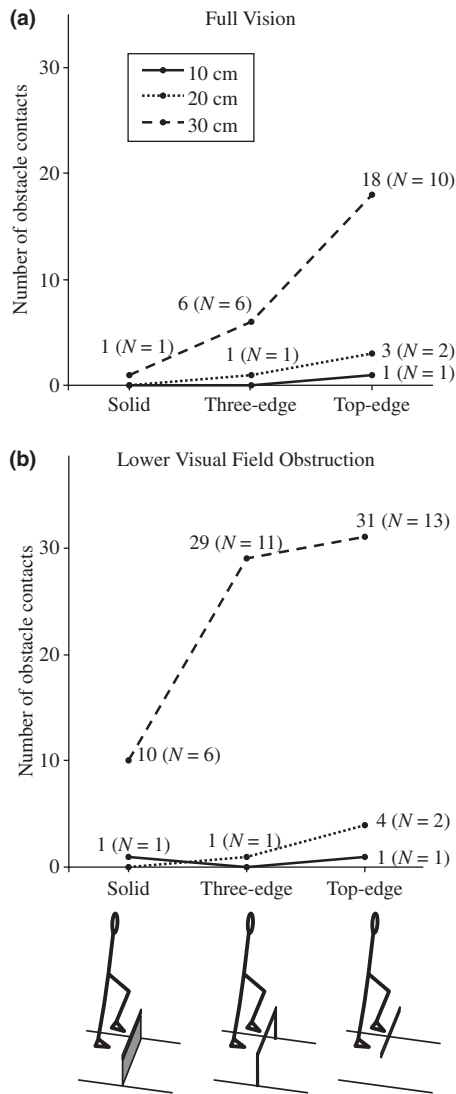 (a) Full Vision
30
10 cm
20 cm
30 cm
Number of obstacle contacts
20
18 (N = 10)
10
6 (N = 6)
1 (N = 1)
1 (N = 1)
3 (N = 2)
1 (N = 1)
0
Solid Three-edge Top-edge
(b) Lower Visual Field Obstruction
31 (N = 13)
29 (N = 11)
30
Number of obstacle contacts
20
10
10 (N = 6)
1 (N = 1)
1 (N = 1)
4 (N = 2)
1 (N = 1)
0
Solid Three-edge Top-edge